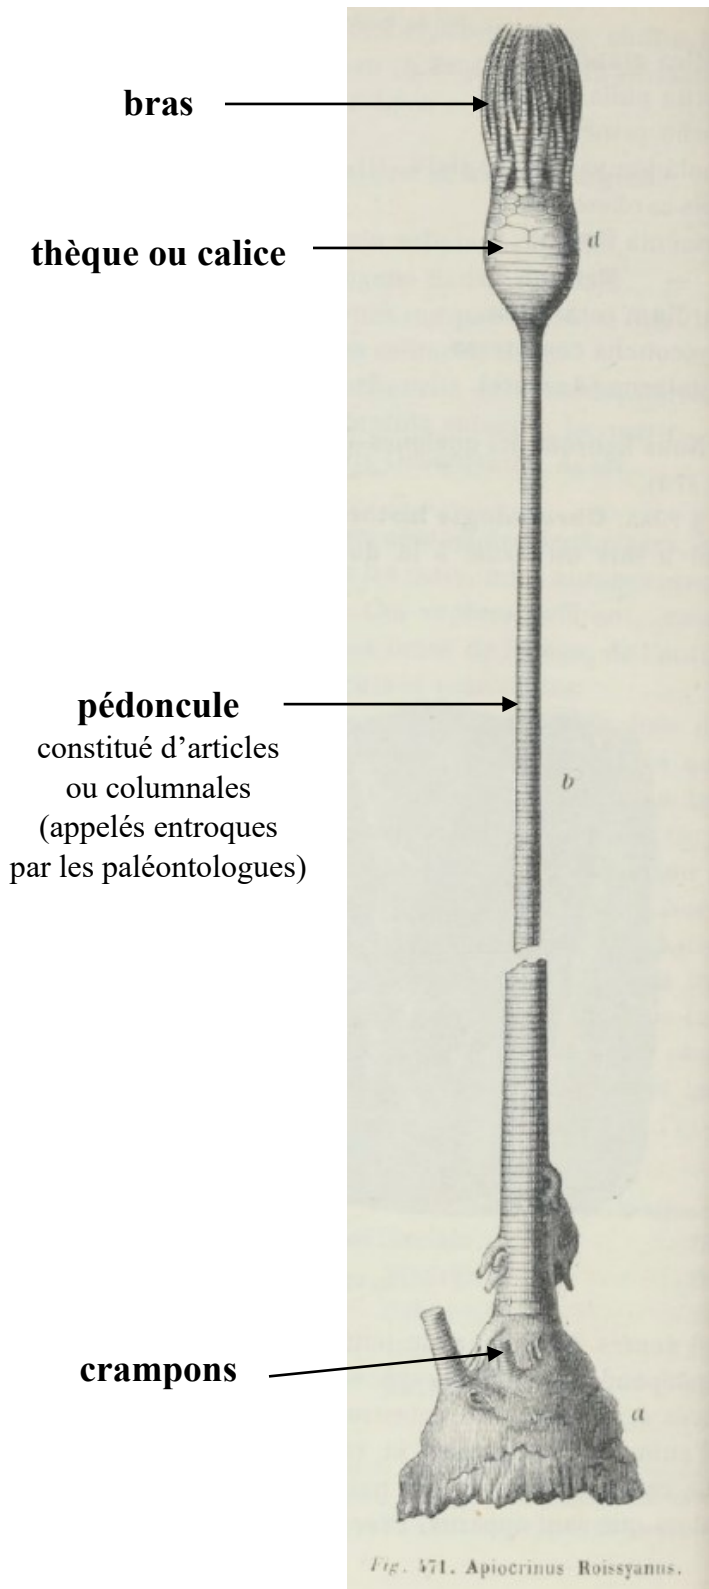 bras
thèque ou calice
d
pédoncule
constitué d’articles
ou columnales
(appelés entroques
par les paléontologues)
b
crampons
a
Fig. 471. Apiocrinus Roissyanus.